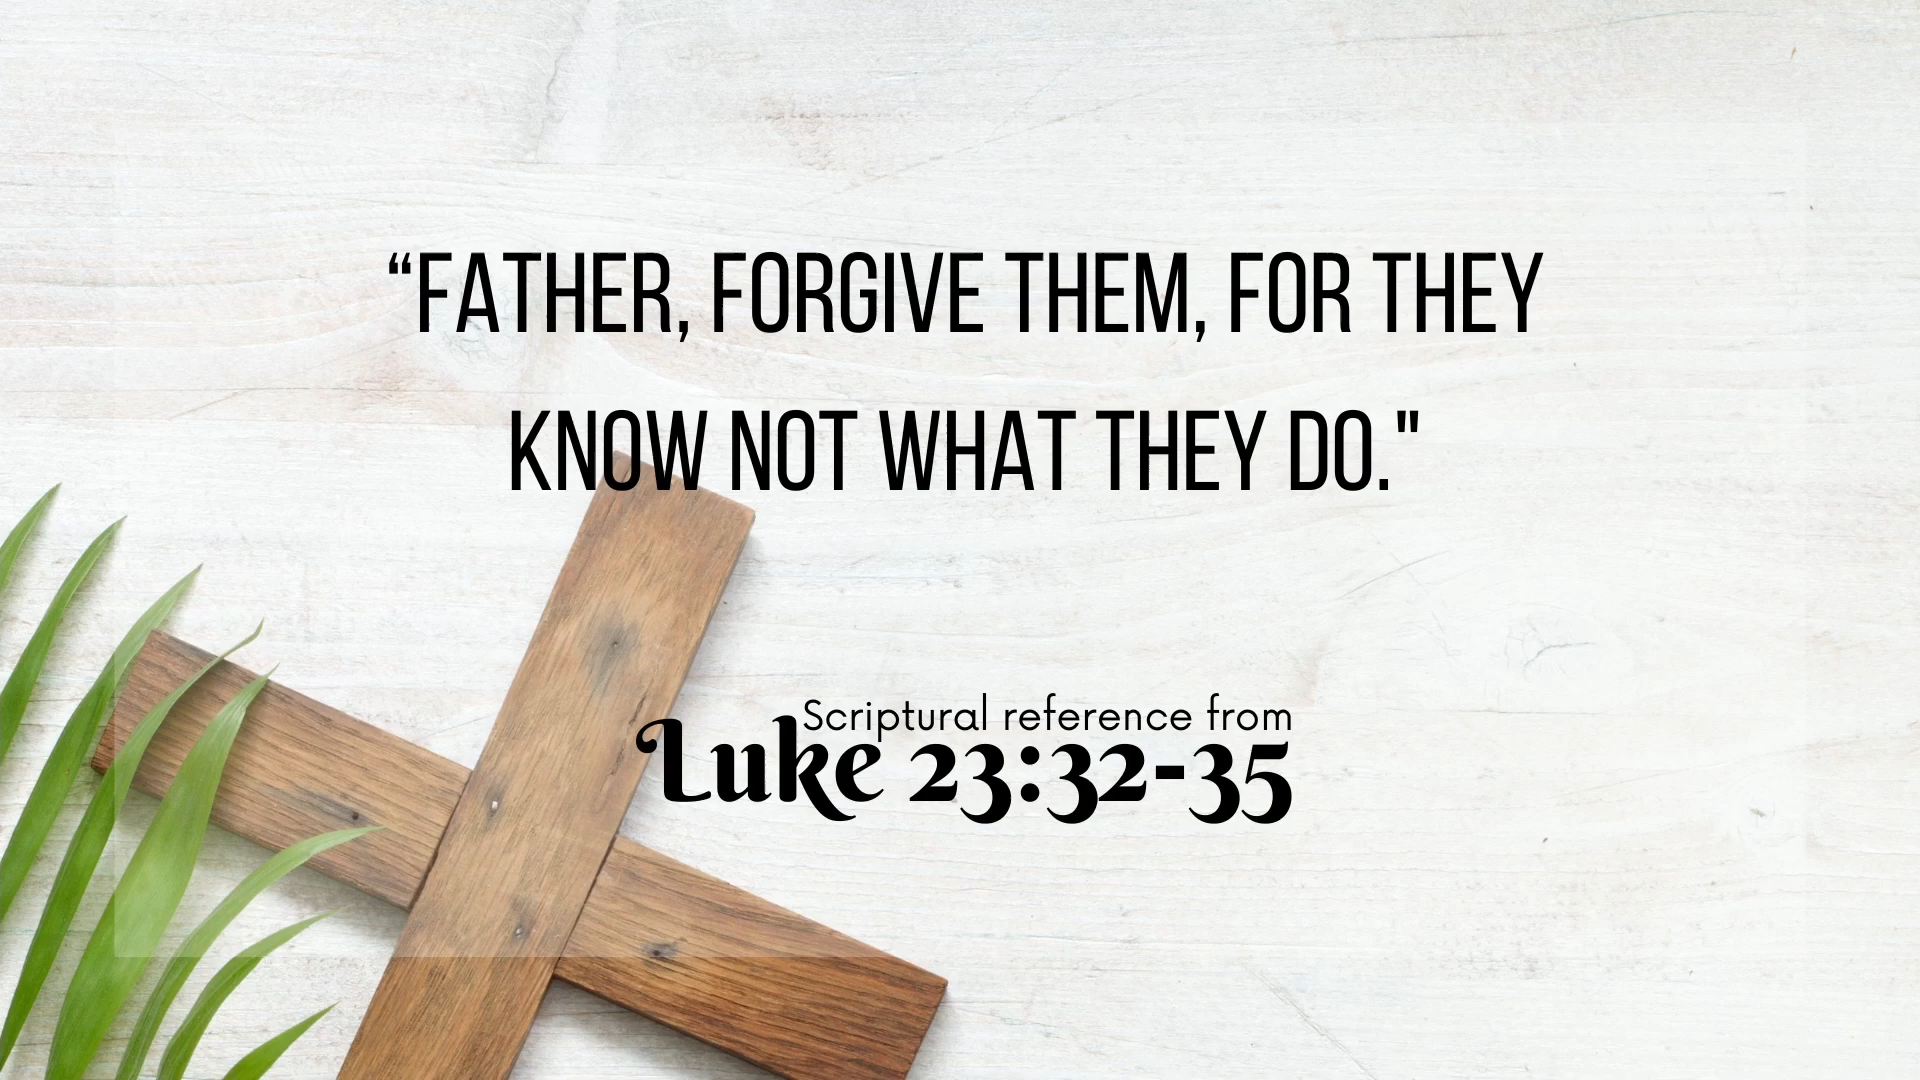 “FATHER, FORGIVE THEM, FOR THEY
KNOW NOT WHAT THEY DO."
Scriptural reference from
Luke 23:32-35